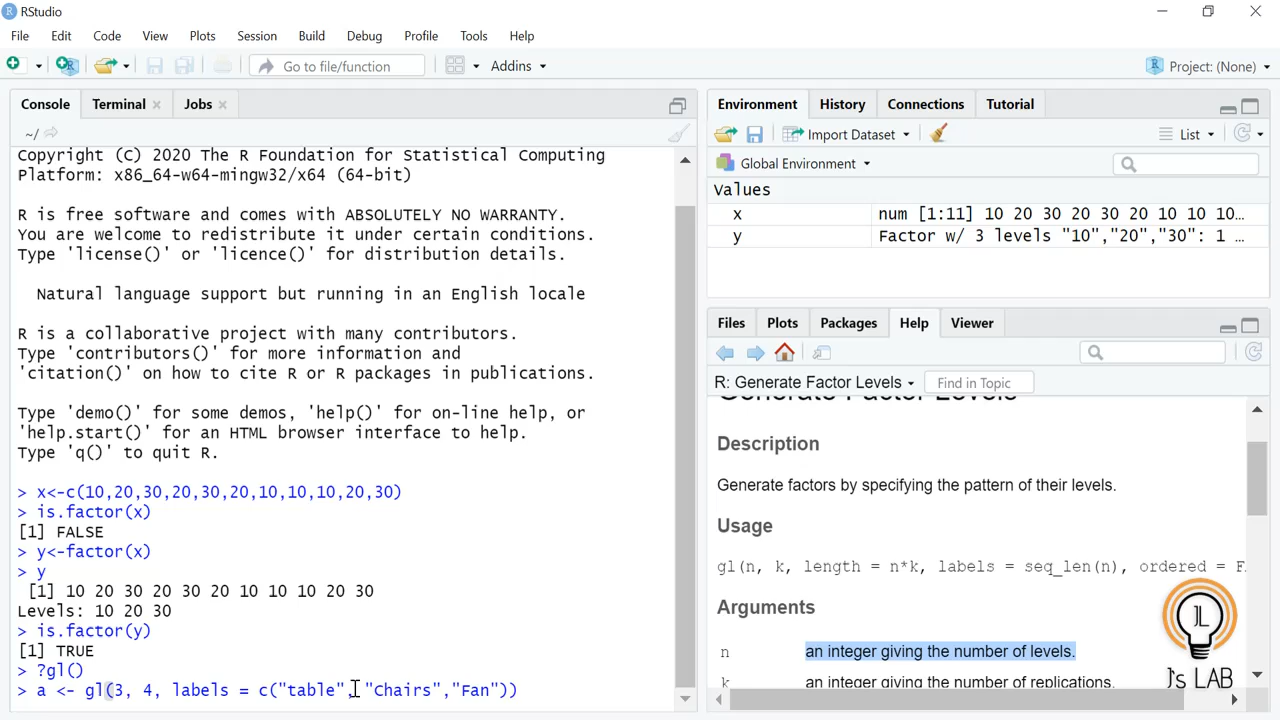 RStudio
File Edit Code View Plots Session Build Debug Profile Tools Help
Go to file/function Addins Project: (None)
Console Terminal Jobs
~/
Copyright (c) 2020 The R Foundation for Statistical Computing
Platform: x86_64-w64-mingw32/x64 (64-bit)
R is free software and comes with ABSOLUTELY NO WARRANTY.
You are welcome to redistribute it under certain conditions.
Type 'license()' or 'licence()' for distribution details.
Natural language support but running in an English locale
R is a collaborative project with many contributors.
Type 'contributors()' for more information and
'citation()' on how to cite R or R packages in publications.
Type 'demo()' for some demos, 'help()' for on-line help, or
'help.start()' for an HTML browser interface to help.
Type 'q()' to quit R.
> x<-c(10,20,30,20,30,20,10,10,10,20,30)
> is.factor(x)
[1] FALSE
> y<-factor(x)
> y
[1] 10 20 30 20 30 20 10 10 10 20 30
Levels: 10 20 30
> is.factor(y)
[1] TRUE
> ?gl()
> a <- gl(3, 4, labels = c("table", "Chairs","Fan"))
Environment History Connections Tutorial
Import Dataset List
Global Environment
Values
x num [1:11] 10 20 30 20 30 20 10 10 10…
y Factor w/ 3 levels "10","20","30": 1 …
Files Plots Packages Help Viewer
R: Generate Factor Levels Find in Topic
Generate Factor Levels
Description
Generate factors by specifying the pattern of their levels.
Usage
gl(n, k, length = n*k, labels = seq_len(n), ordered = F
Arguments
n an integer giving the number of levels.
k an integer giving the number of replications.
JL
J's LAB